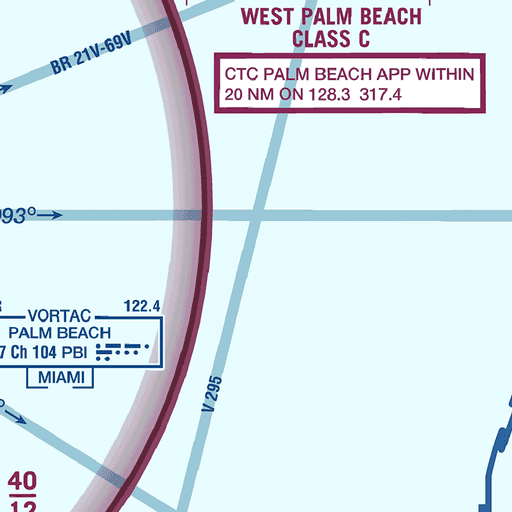 WEST PALM BEACH
CLASS C
BR 21V-69V
CTC PALM BEACH APP WITHIN
20 NM ON 128.3 317.4
093°
VORTAC 122.4
PALM BEACH
7 Ch 104 PBI
MIAMI
V 295
40
12